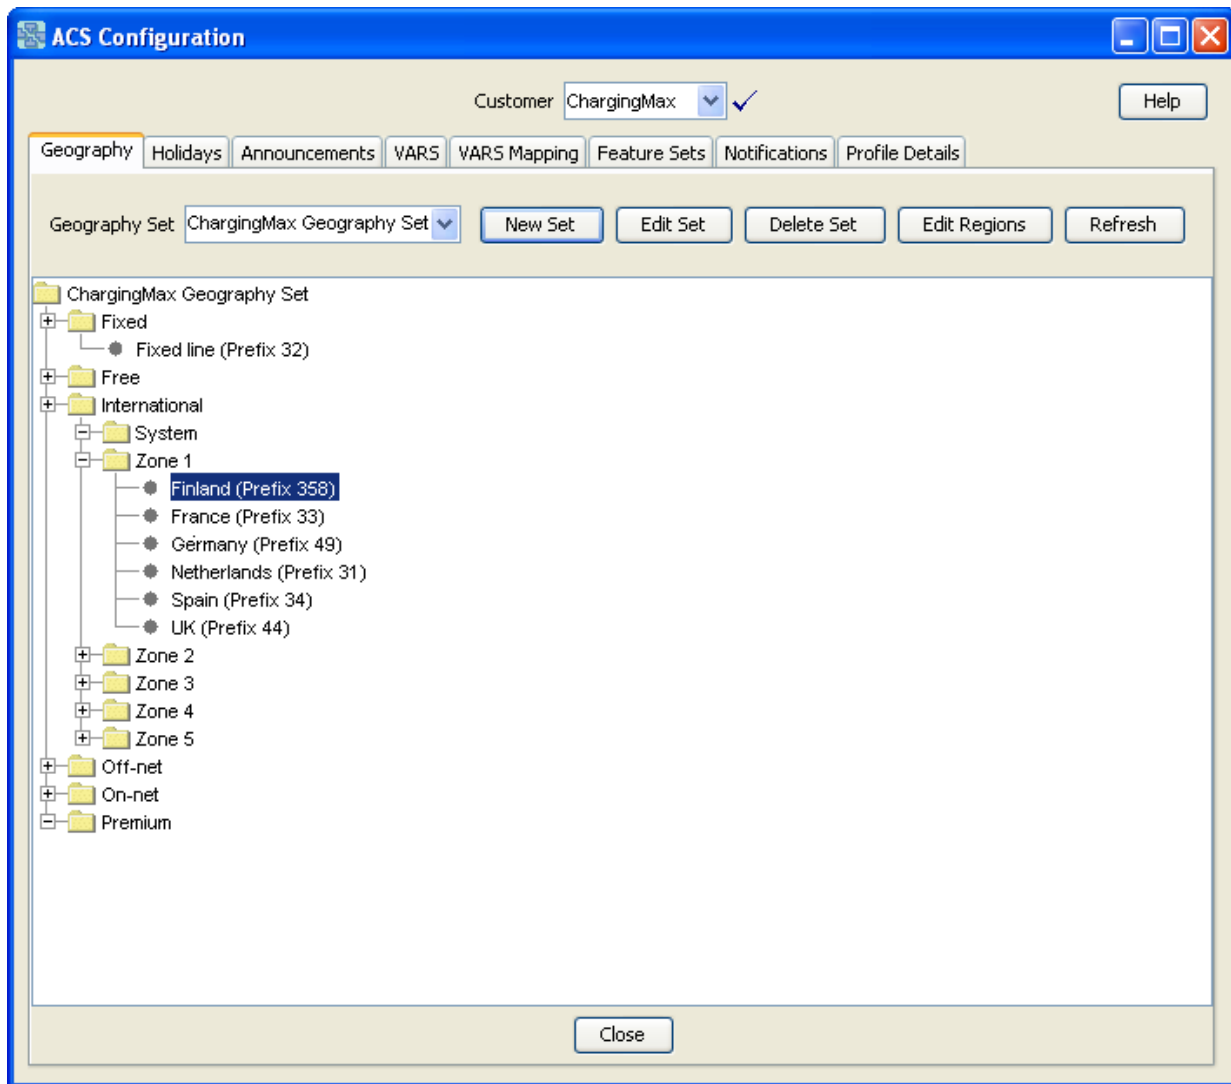 ACS Configuration
Customer ChargingMax Help
Geography Holidays Announcements VARS VARS Mapping Feature Sets Notifications Profile Details
Geography Set ChargingMax Geography Set New Set Edit Set Delete Set Edit Regions Refresh
ChargingMax Geography Set
Fixed
Fixed line (Prefix 32)
Free
International
System
Zone 1
Finland (Prefix 358)
France (Prefix 33)
Germany (Prefix 49)
Netherlands (Prefix 31)
Spain (Prefix 34)
UK (Prefix 44)
Zone 2
Zone 3
Zone 4
Zone 5
Off-net
On-net
Premium
Close